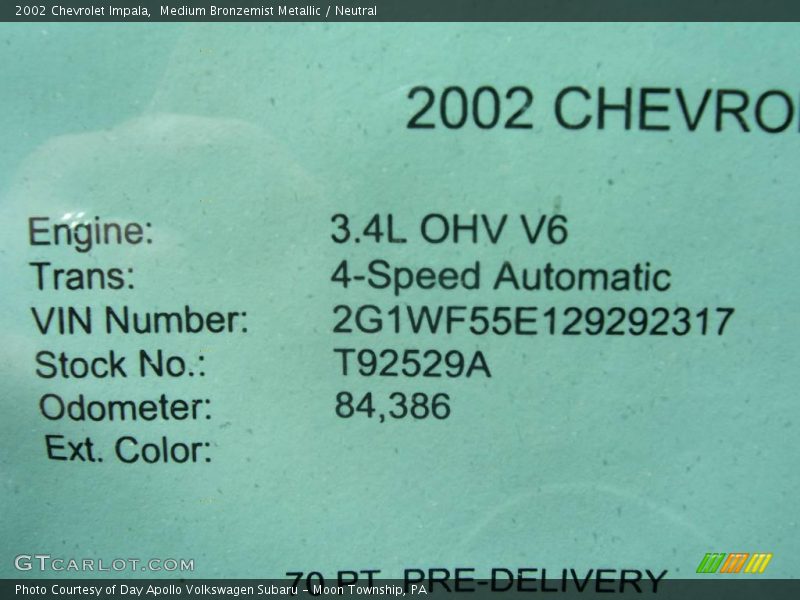 2002 Chevrolet Impala,  Medium Bronzemist Metallic / Neutral
2002 CHEVROL
Engine: 3.4L OHV V6
Trans: 4-Speed Automatic
VIN Number: 2G1WF55E129292317
Stock No.: T92529A
Odometer: 84,386
Ext. Color:
70 PT. PRE-DELIVERY
GTCARLOT.COM
Photo Courtesy of Day Apollo Volkswagen Subaru - Moon Township, PA